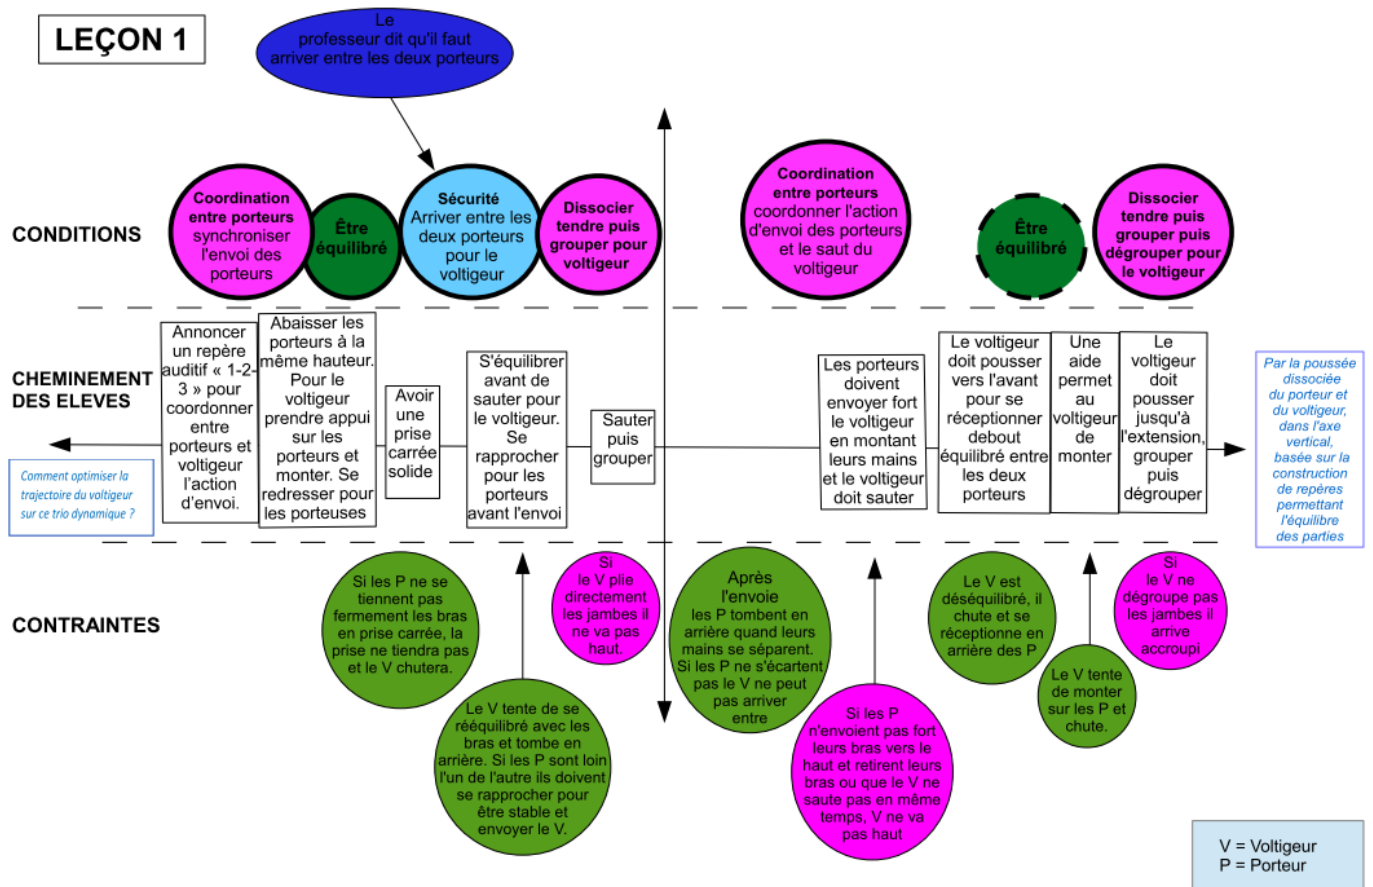 LEÇON 1
Le
professeur dit qu'il faut
arriver entre les deux porteurs
CONDITIONS
Coordination
entre porteurs
synchroniser
l'envoi des
porteurs
Être
équilibré
Sécurité
Arriver entre les
deux porteurs
pour le
voltigeur
Dissocier
tendre puis
grouper pour
voltigeur
Coordination
entre porteurs
coordonner l'action
d'envoi des porteurs
et le saut du
voltigeur
Être
équilibré
Dissocier
tendre puis
grouper puis
dégrouper pour
le voltigeur
CHEMINEMENT
DES ELEVES
Comment optimiser la
trajectoire du voltigeur
sur ce trio dynamique ?
Annoncer
un repère
auditif « 1-2-
3 » pour
coordonner
entre
porteurs et
voltigeur
l'action
d'envoi.
Abaisser les
porteurs à la
même hauteur.
Pour le
voltigeur
prendre appui
sur les
porteurs et
monter. Se
redresser pour
les porteuses
Avoir
une
prise
carrée
solide
S'équilibrer
avant de
sauter pour
le voltigeur.
Se
rapprocher
pour les
porteurs
avant l'envoi
Sauter
puis
grouper
Les porteurs
doivent
envoyer fort
le voltigeur
en montant
leurs mains
et le voltigeur
doit sauter
Le voltigeur
doit pousser
vers l'avant
pour se
réceptionner
debout
équilibré entre
les deux
porteurs
Une
aide
permet
au
voltigeur
de
monter
Le
voltigeur
doit
pousser
jusqu'à
l'extension,
grouper
puis
dégrouper
Par la poussée
dissociée
du porteur et
du voltigeur,
dans l'axe
vertical,
basée sur la
construction
de repères
permettant
l'équilibre
des parties
CONTRAINTES
Si les P ne se
tiennent pas
fermement les bras
en prise carrée, la
prise ne tiendra pas
et le V chutera.
Le V tente de se
rééquilibré avec les
bras et tombe en
arrière. Si les P sont loin
l'un de l'autre ils doivent
se rapprocher pour
être stable et
envoyer le V.
Si
le V plie
directement
les jambes il
ne va pas
haut.
Après
l'envoie
les P tombent en
arrière quand leurs
mains se séparent.
Si les P ne s'écartent
pas le V ne peut
pas arriver
entre
Si les P
n'envoient pas fort
leurs bras vers le
haut et retirent leurs
bras ou que le V ne
saute pas en même
temps, V ne va
pas haut
Le V est
déséquilibré, il
chute et se
réceptionne en
arrière des P
Le V tente
de monter
sur les P et
chute.
Si
le V ne
dégroupe pas
les jambes il
arrive
accroupi
V = Voltigeur
P = Porteur